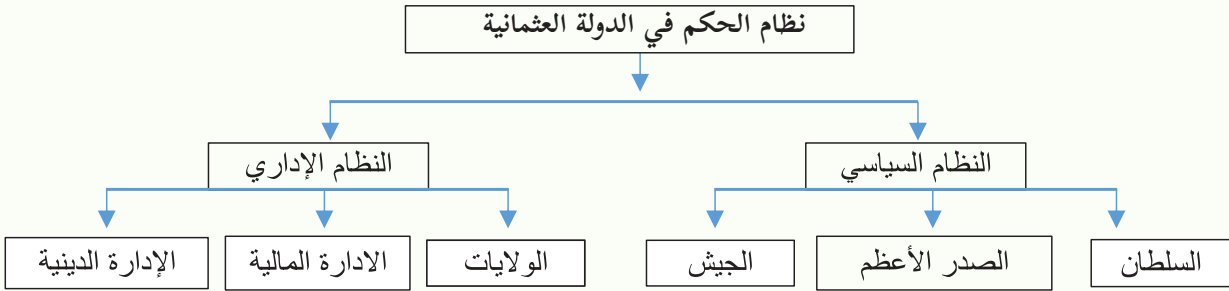 نظام الحكم في الدولة العثمانية
النظام السياسي
النظام الإداري
السلطان
الصدر الأعظم
الجيش
الولايات
الادارة المالية
الإدارة الدينية